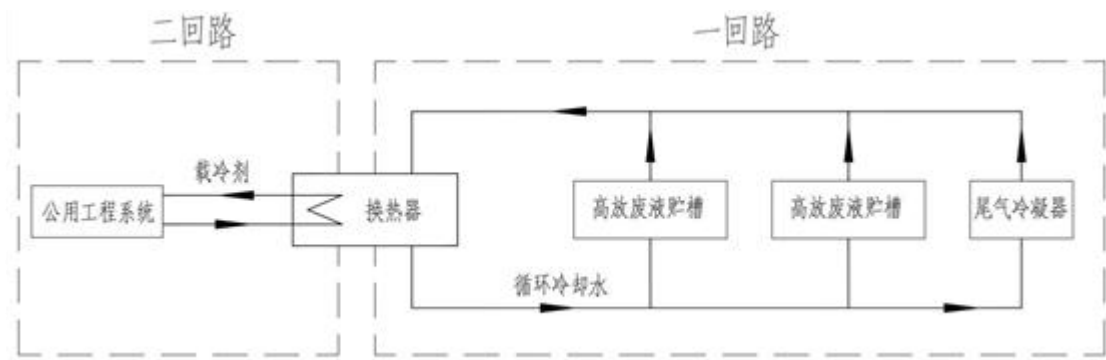 二回路
一回路
载冷剂
公用工程系统
换热器
高放废液贮槽
高放废液贮槽
尾气冷凝器
循环冷却水